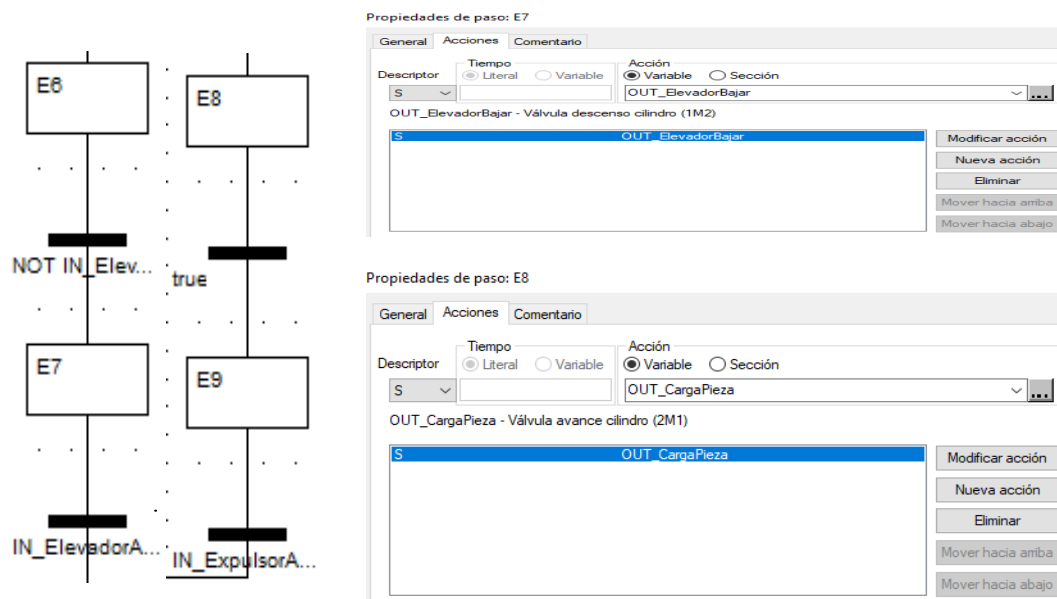 E6
NOT IN_Elev...
E7
IN_ElevadorA...
E8
true
E9
IN_ExpulsorA...
Propiedades de paso: E7
General Acciones Comentario
Descriptor Tiempo Acción
Literal Variable Variable Sección
S OUT_ElevadorBajar ...
OUT_ElevadorBajar - Válvula descenso cilindro (1M2)
S OUT_ElevadorBajar
Modificar acción
Nueva acción
Eliminar
Mover hacia arriba
Mover hacia abajo
Propiedades de paso: E8
General Acciones Comentario
Descriptor Tiempo Acción
Literal Variable Variable Sección
S OUT_CargaPieza ...
OUT_CargaPieza - Válvula avance cilindro (2M1)
S OUT_CargaPieza
Modificar acción
Nueva acción
Eliminar
Mover hacia arriba
Mover hacia abajo